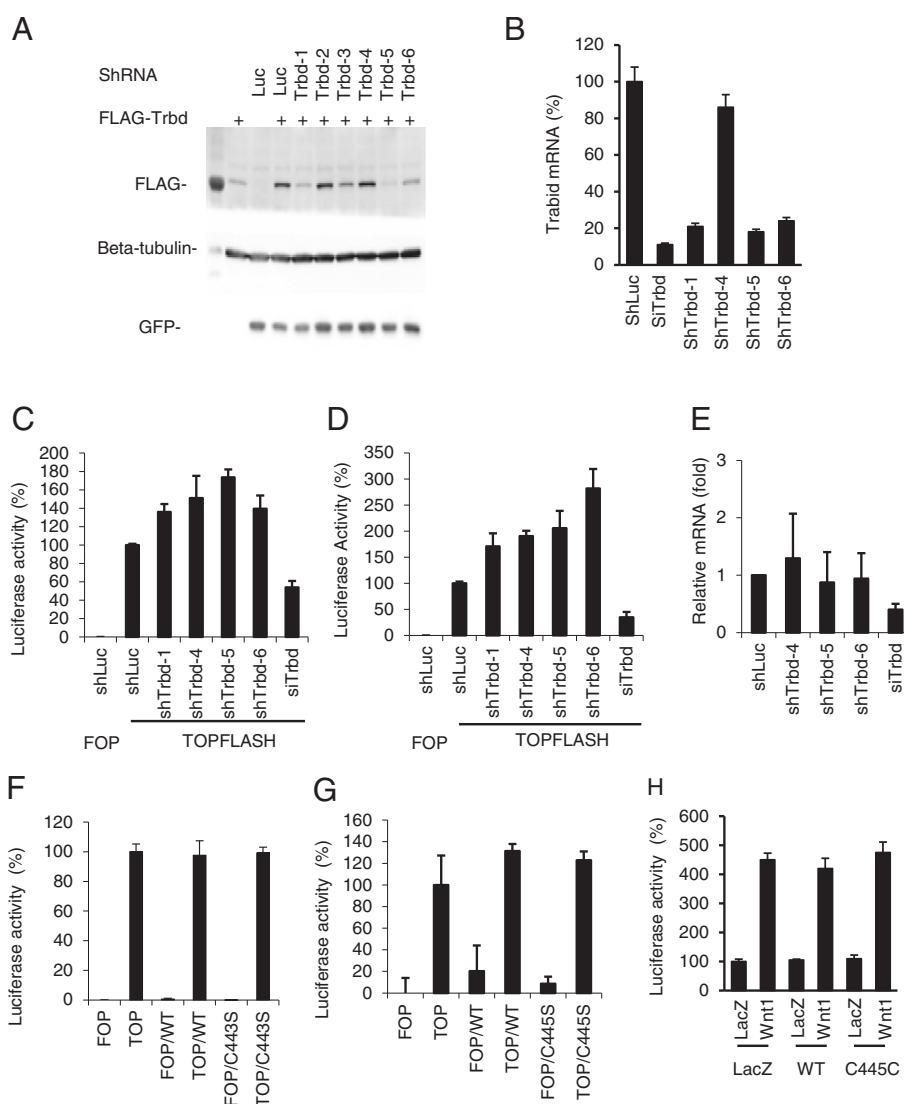 A
ShRNA
Luc
Luc
Trbd-1
Trbd-2
Trbd-3
Trbd-4
Trbd-5
Trbd-6
FLAG-Trbd
+ + + + + + + +
FLAG-
Beta-tubulin-
GFP-
B
Trabid mRNA (%)
120
100
80
60
40
20
0
ShLuc
SiTrbd
ShTrbd-1
ShTrbd-4
ShTrbd-5
ShTrbd-6
C
Luciferase activity (%)
200
180
160
140
120
100
80
60
40
20
0
shLuc
shLuc
shTrbd-1
shTrbd-4
shTrbd-5
shTrbd-6
siTrbd
FOP
TOPFLASH
D
Luciferase Activity (%)
350
300
250
200
150
100
50
0
shLuc
shLuc
shTrbd-1
shTrbd-4
shTrbd-5
shTrbd-6
siTrbd
FOP
TOPFLASH
E
Relative mRNA (fold)
3
2
1
0
shLuc
shTrbd-4
shTrbd-5
shTrbd-6
siTrbd
F
Luciferase activity (%)
120
100
80
60
40
20
0
FOP
TOP
FOP/WT
TOP/WT
FOP/C443S
TOP/C443S
G
Luciferase activity (%)
160
140
120
100
80
60
40
20
0
FOP
TOP
FOP/WT
TOP/WT
FOP/C445S
TOP/C445S
H
Luciferase activity (%)
600
500
400
300
200
100
0
LacZ
Wnt1
LacZ
Wnt1
LacZ
Wnt1
LacZ
WT
C445C